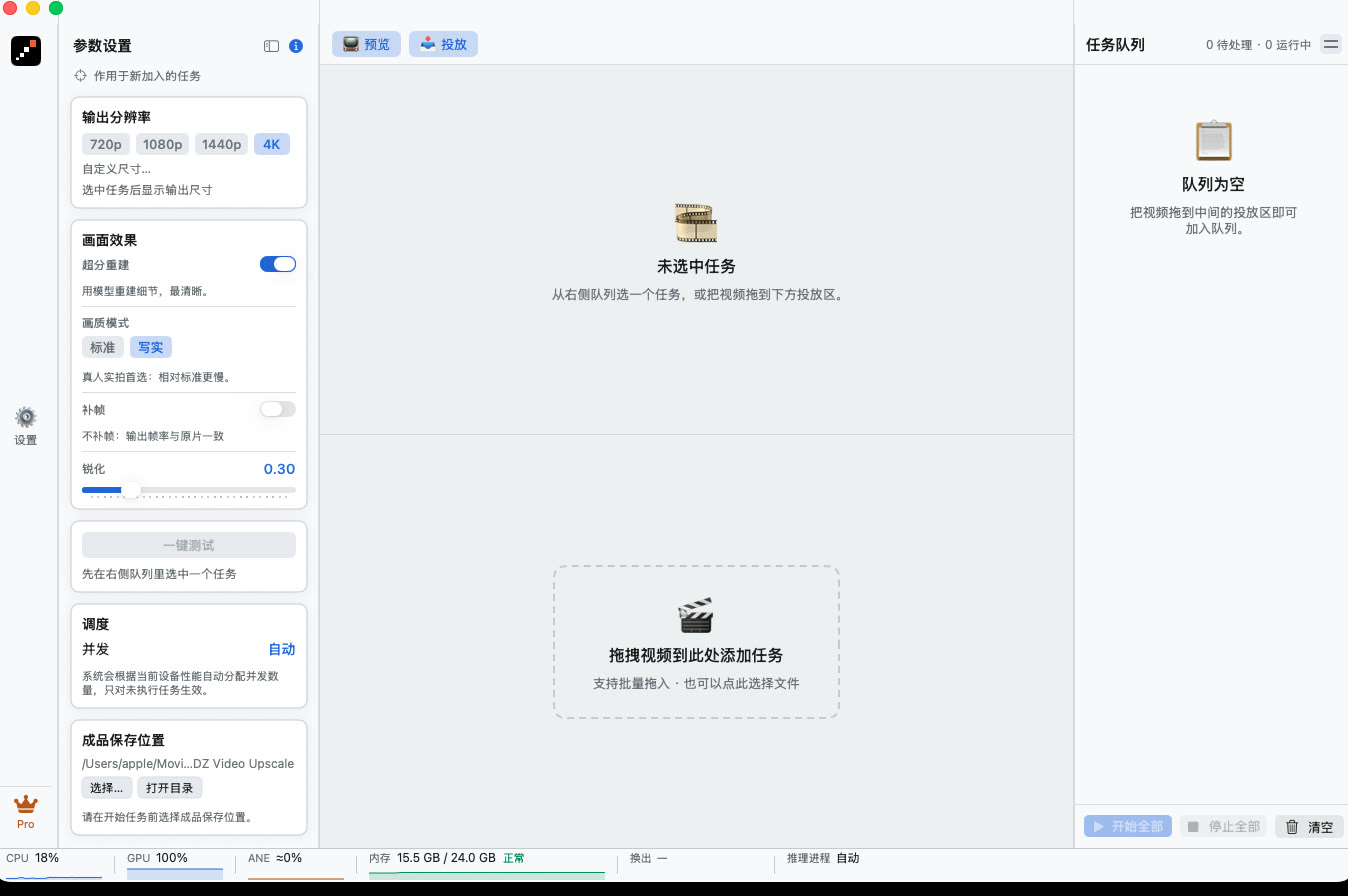 参数设置
作用于新加入的任务
输出分辨率
720p 1080p 1440p 4K
自定义尺寸...
选中任务后显示输出尺寸
画面效果
超分重建
用模型重建细节，最清晰。
画质模式
标准 写实
真人实拍首选：相对标准更慢。
补帧
不补帧：输出帧率与原片一致
锐化 0.30
一键测试
先在右侧队列里选中一个任务
调度
并发 自动
系统会根据当前设备性能自动分配并发数
量，只对未执行任务生效。
成品保存位置
/Users/apple/Movi...DZ Video Upscale
选择... 打开目录
请在开始任务前选择成品保存位置。
设置
Pro
预览 投放
未选中任务
从右侧队列选一个任务，或把视频拖到下方投放区。
拖拽视频到此处添加任务
支持批量拖入 · 也可以点此选择文件
任务队列 0 待处理 · 0 运行中
队列为空
把视频拖到中间的投放区即可
加入队列。
开始全部 停止全部 清空
CPU 18% GPU 100% ANE ≈0% 内存 15.5 GB / 24.0 GB 正常 换出 — 推理进程 自动